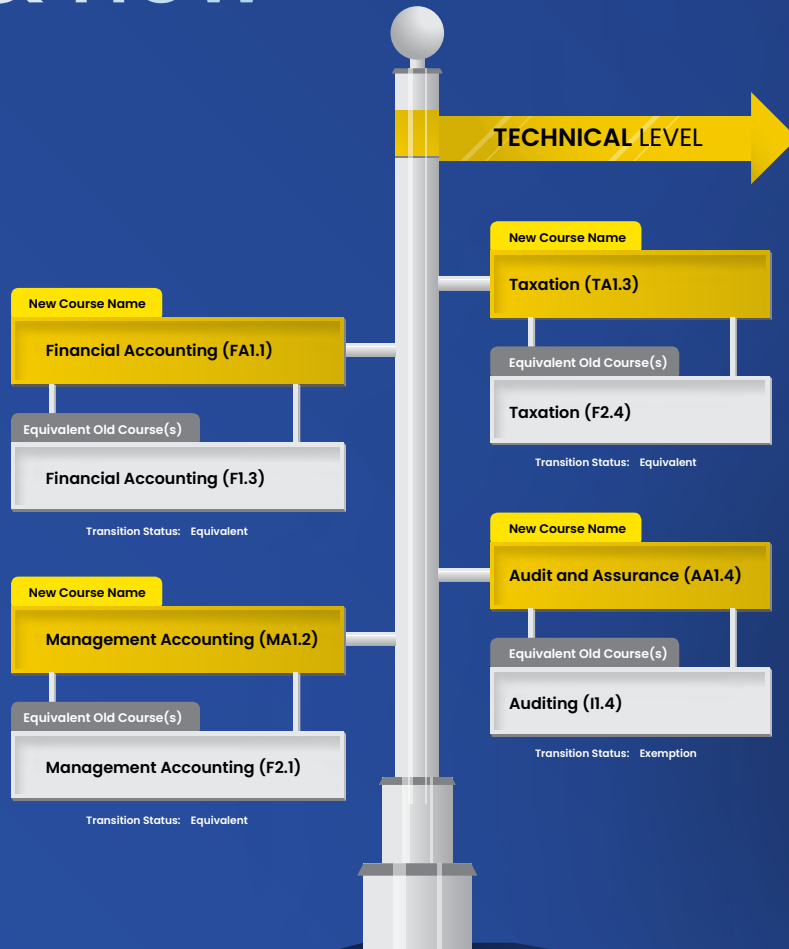 TECHNICAL LEVEL
New Course Name
Financial Accounting (FA1.1)
Equivalent Old Course(s)
Financial Accounting (F1.3)
Transition Status: Equivalent
New Course Name
Management Accounting (MA1.2)
Equivalent Old Course(s)
Management Accounting (F2.1)
Transition Status: Equivalent
New Course Name
Taxation (TA1.3)
Equivalent Old Course(s)
Taxation (F2.4)
Transition Status: Equivalent
New Course Name
Audit and Assurance (AA1.4)
Equivalent Old Course(s)
Auditing (I1.4)
Transition Status: Exemption